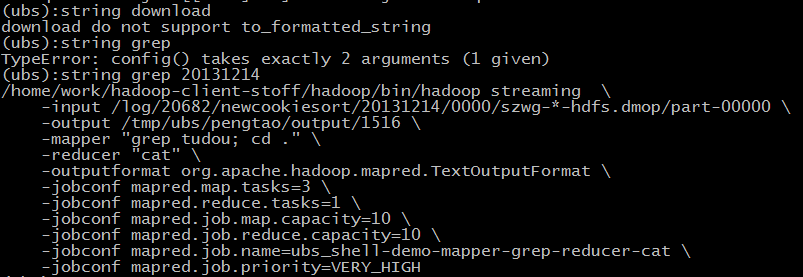 (ubs):string download
download do not support to_formatted_string
(ubs):string grep
TypeError: config() takes exactly 2 arguments (1 given)
(ubs):string grep 20131214
/home/work/hadoop-client-stoff/hadoop/bin/hadoop streaming  \
    -input /log/20682/newcookiesort/20131214/0000/szwg-*-hdfs.dmop/part-00000 \
    -output /tmp/ubs/pengtao/output/1516 \
    -mapper "grep tudou; cd ." \
    -reducer "cat" \
    -outputformat org.apache.hadoop.mapred.TextOutputFormat \
    -jobconf mapred.map.tasks=3 \
    -jobconf mapred.reduce.tasks=1 \
    -jobconf mapred.job.map.capacity=10 \
    -jobconf mapred.job.reduce.capacity=10 \
    -jobconf mapred.job.name=ubs_shell-demo-mapper-grep-reducer-cat \
    -jobconf mapred.job.priority=VERY_HIGH